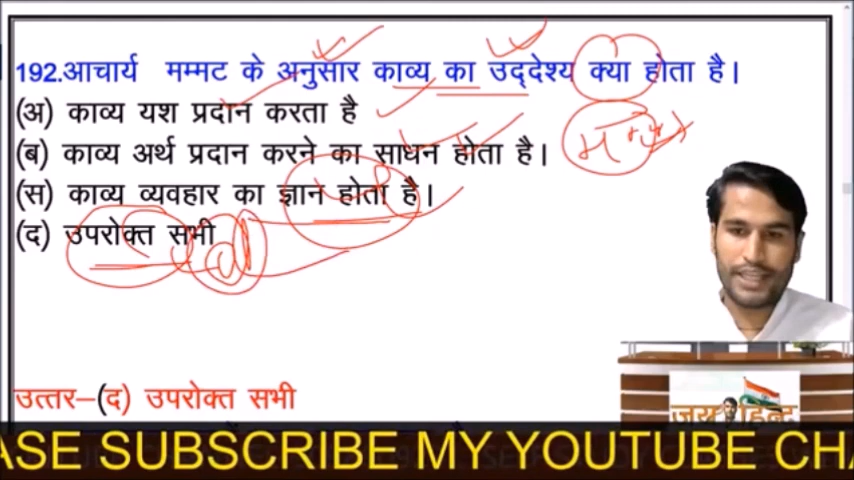 192.आचार्य मम्मट के अनुसार काव्य का उद्देश्य क्या होता है।
(अ) काव्य यश प्रदान करता है
(ब) काव्य अर्थ प्रदान करने का साधन होता है।
(स) काव्य व्यवहार का ज्ञान होता है।
(द) उपरोक्त सभी
उत्तर–(द) उपरोक्त सभी
जय हिन्द
ASE SUBSCRIBE MY YOUTUBE CHA